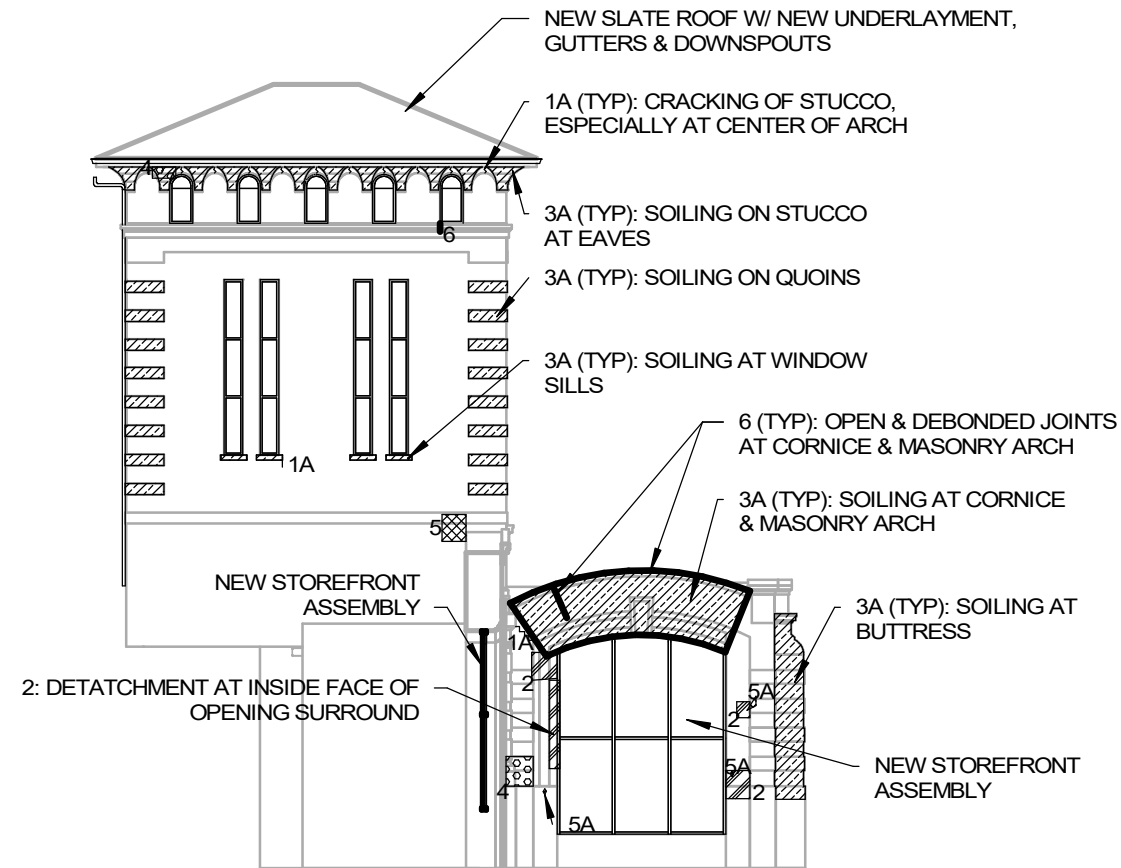 NEW SLATE ROOF W/ NEW UNDERLAYMENT,
GUTTERS & DOWNSPOUTS
1A (TYP): CRACKING OF STUCCO,
ESPECIALLY AT CENTER OF ARCH
4
3A (TYP): SOILING ON STUCCO
AT EAVES
6
3A (TYP): SOILING ON QUOINS
3A (TYP): SOILING AT WINDOW
SILLS
1A
6 (TYP): OPEN & DEBONDED JOINTS
AT CORNICE & MASONRY ARCH
3A (TYP): SOILING AT CORNICE
& MASONRY ARCH
5
NEW STOREFRONT
ASSEMBLY
3A (TYP): SOILING AT
BUTTRESS
1A
2: DETATCHMENT AT INSIDE FACE OF
OPENING SURROUND
2
5A
2
NEW STOREFRONT
ASSEMBLY
5A
4
2
5A